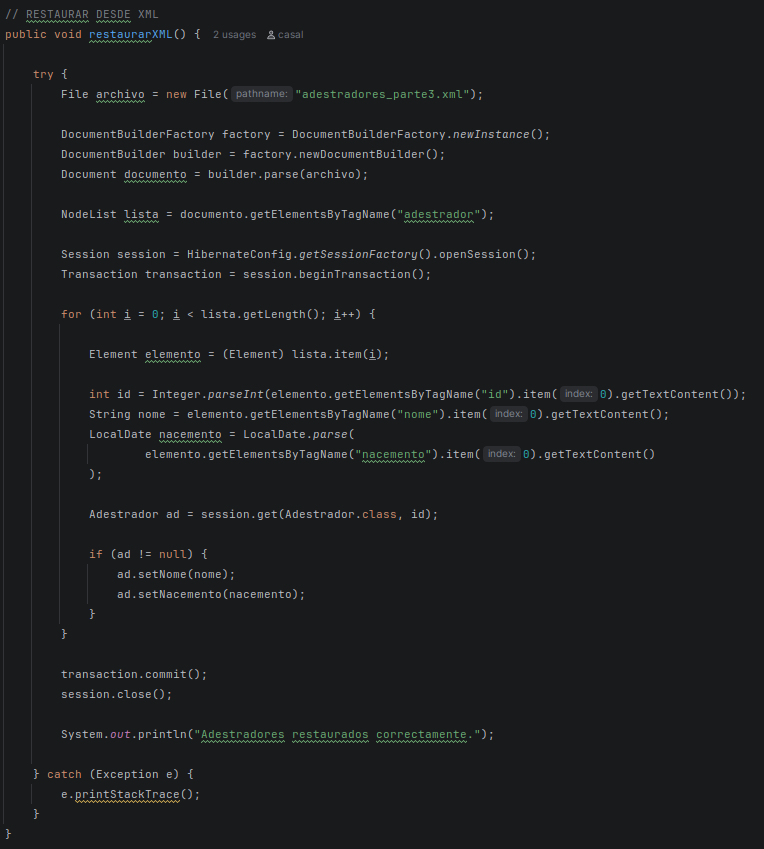 // RESTAURAR DESDE XML
public void restaurarXML() { 2 usages casal
try {
File archivo = new File( pathname: "adestradores_parte3.xml");
DocumentBuilderFactory factory = DocumentBuilderFactory.newInstance();
DocumentBuilder builder = factory.newDocumentBuilder();
Document documento = builder.parse(archivo);
NodeList lista = documento.getElementsByTagName("adestrador");
Session session = HibernateConfig.getSessionFactory().openSession();
Transaction transaction = session.beginTransaction();
for (int i = 0; i < lista.getLength(); i++) {
Element elemento = (Element) lista.item(i);
int id = Integer.parseInt(elemento.getElementsByTagName("id").item( index: 0).getTextContent());
String nome = elemento.getElementsByTagName("nome").item( index: 0).getTextContent();
LocalDate nacemento = LocalDate.parse(
elemento.getElementsByTagName("nacemento").item( index: 0).getTextContent()
);
Adestrador ad = session.get(Adestrador.class, id);
if (ad != null) {
ad.setNome(nome);
ad.setNacemento(nacemento);
}
}
transaction.commit();
session.close();
System.out.println("Adestradores restaurados correctamente.");
} catch (Exception e) {
e.printStackTrace();
}
}